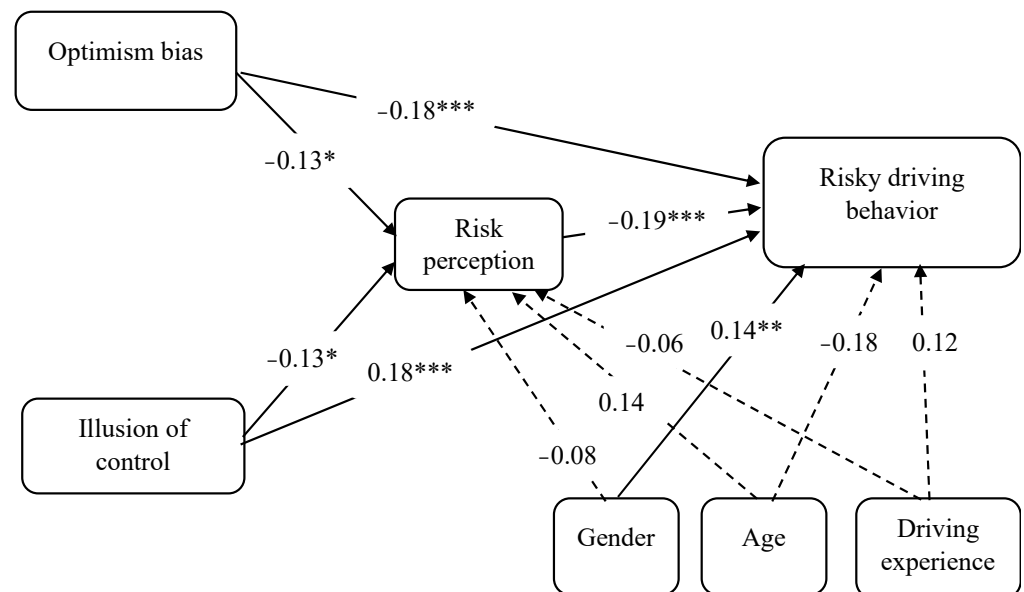 Optimism bias
−0.18***
−0.13*
Risky driving
behavior
Risk
perception
−0.19***
−0.13*
0.18***
−0.06
0.14**
−0.18
0.12
0.14
−0.08
Illusion of
control
Gender
Age
Driving
experience